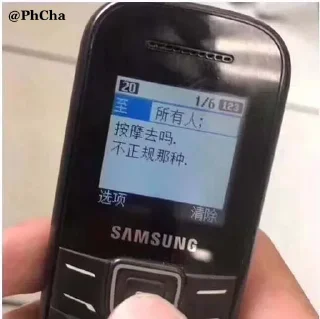 @PhCha
20
1/6 123
至 所有人;
按摩去吗.
不正规那种.
选项 清除
SAMSUNG